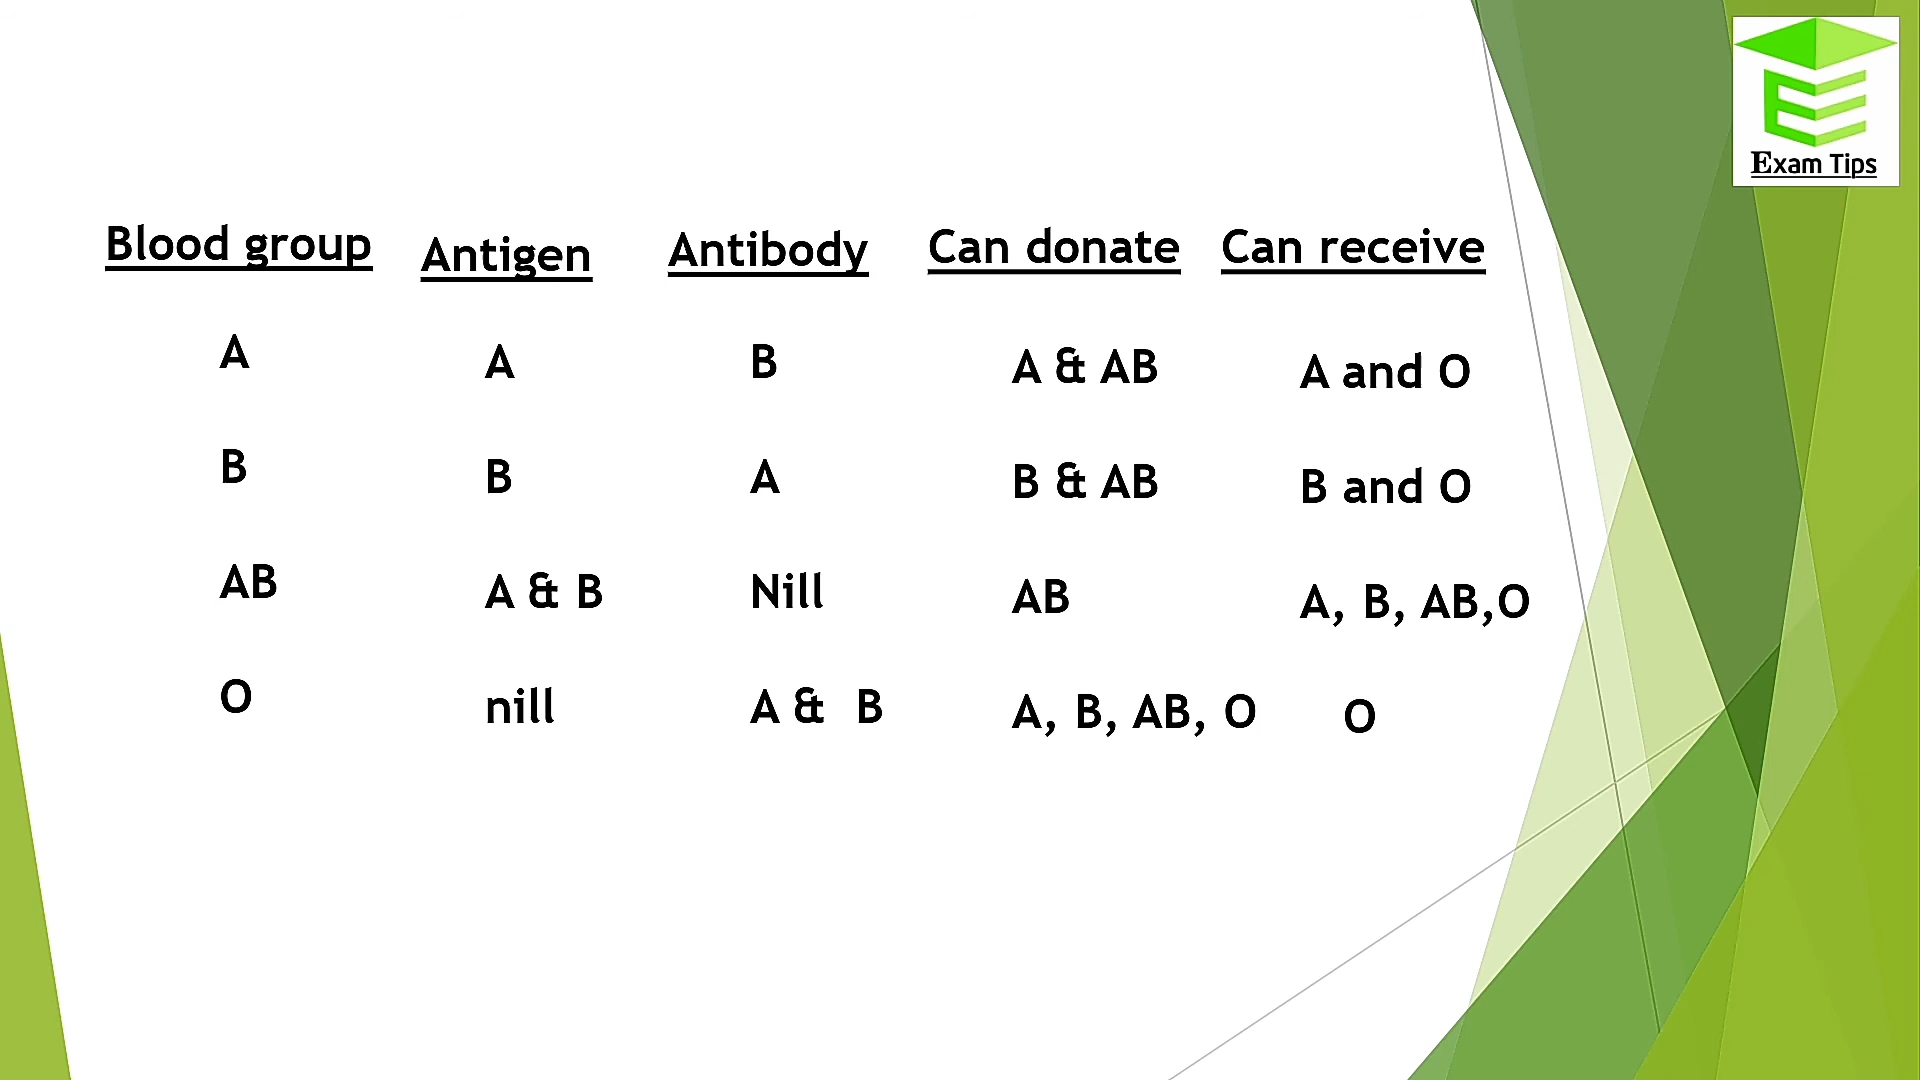 Exam Tips
Blood group Antigen Antibody Can donate Can receive
A A B A & AB A and O
B B A B & AB B and O
AB A & B Nill AB A, B, AB,O
O nill A & B A, B, AB, O O